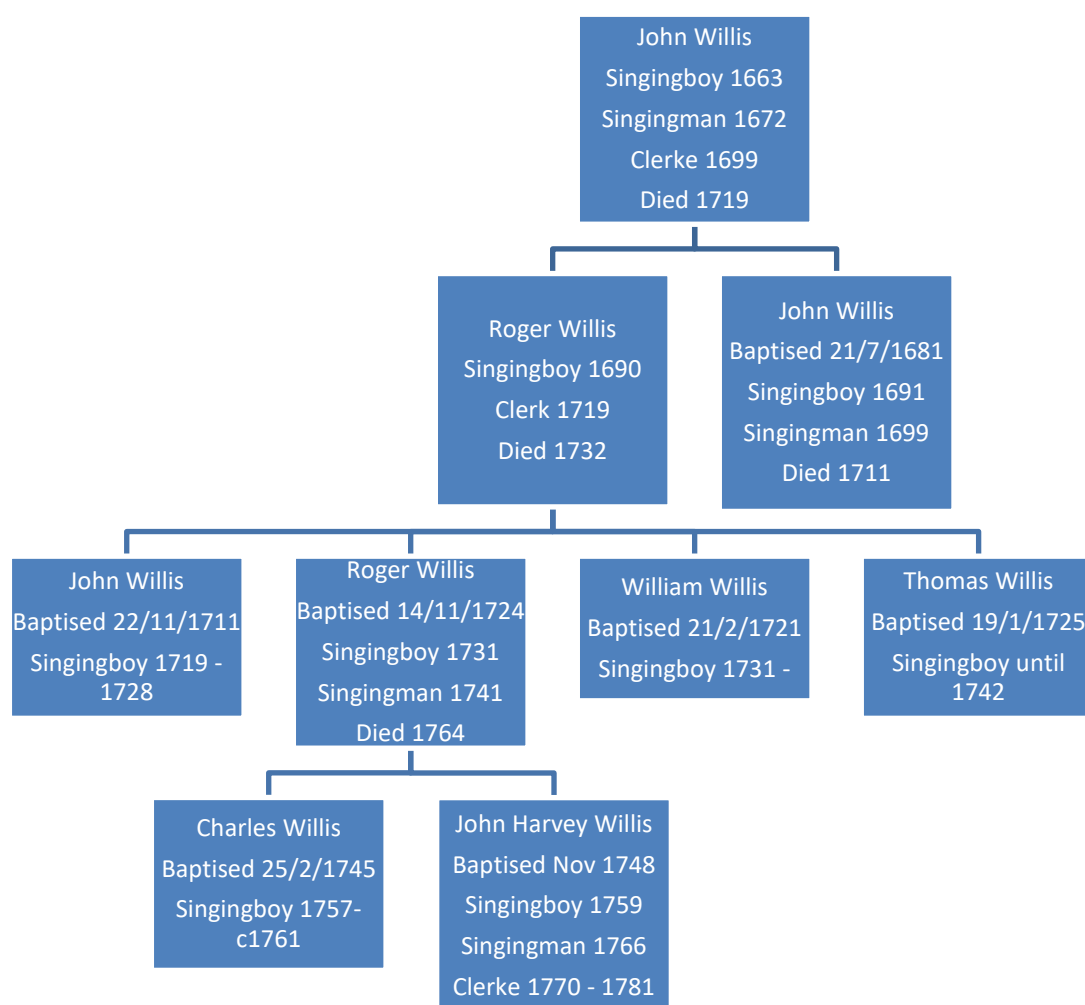 John Willis
Singingboy 1663
Singingman 1672
Clerke 1699
Died 1719
Roger Willis
Singingboy 1690
Clerk 1719
Died 1732
John Willis
Baptised 21/7/1681
Singingboy 1691
Singingman 1699
Died 1711
John Willis
Baptised 22/11/1711
Singingboy 1719 -
1728
Roger Willis
Baptised 14/11/1724
Singingboy 1731
Singingman 1741
Died 1764
William Willis
Baptised 21/2/1721
Singingboy 1731 -
Thomas Willis
Baptised 19/1/1725
Singingboy until
1742
Charles Willis
Baptised 25/2/1745
Singingboy 1757-
c1761
John Harvey Willis
Baptised Nov 1748
Singingboy 1759
Singingman 1766
Clerke 1770 - 1781